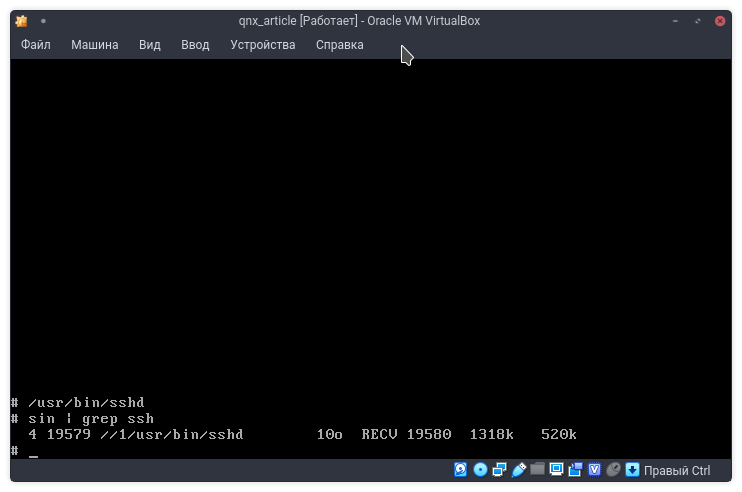 qnx_article [Работает] - Oracle VM VirtualBox
Файл Машина Вид Ввод Устройства Справка
# /usr/bin/sshd
# sin | grep ssh
4 19579 //1/usr/bin/sshd 10o RECV 19580 1318k 520k
# _
Правый Ctrl